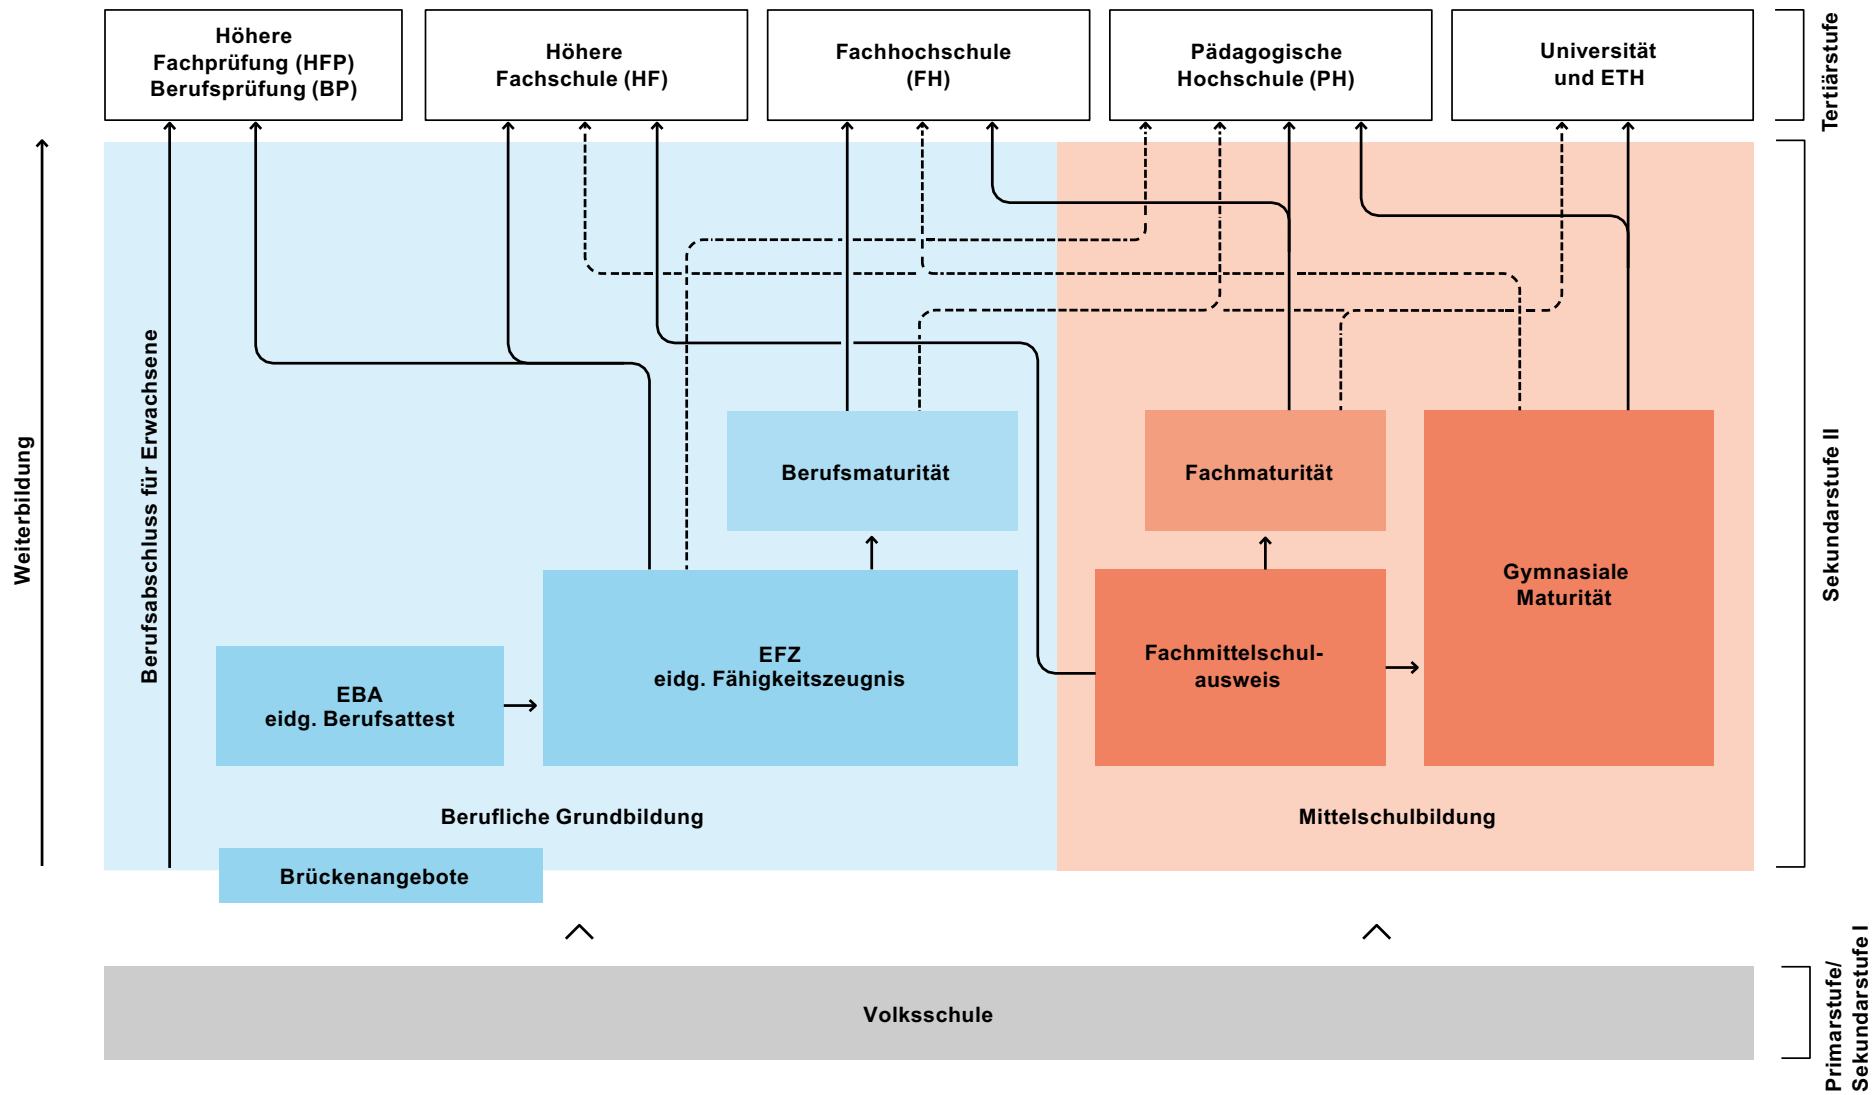 Höhere
Fachprüfung (HFP)
Berufsprüfung (BP)
Höhere
Fachschule (HF)
Fachhochschule
(FH)
Pädagogische
Hochschule (PH)
Universität
und ETH
Tertiärstufe
Weiterbildung
Berufsabschluss für Erwachsene
Berufsmaturität
Fachmaturität
Gymnasiale
Maturität
Sekundarstufe II
EFZ
eidg. Fähigkeitszeugnis
Fachmittelschul-
ausweis
EBA
eidg. Berufsattest
Berufliche Grundbildung
Mittelschulbildung
Brückenangebote
Volksschule
Primarstufe/
Sekundarstufe I